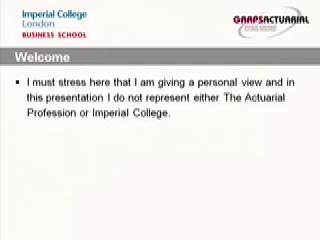 Imperial College
London
BUSINESS SCHOOL
Welcome
I must stress here that I am giving a personal view and in
this presentation I do not represent either The Actuarial
Profession or Imperial College.